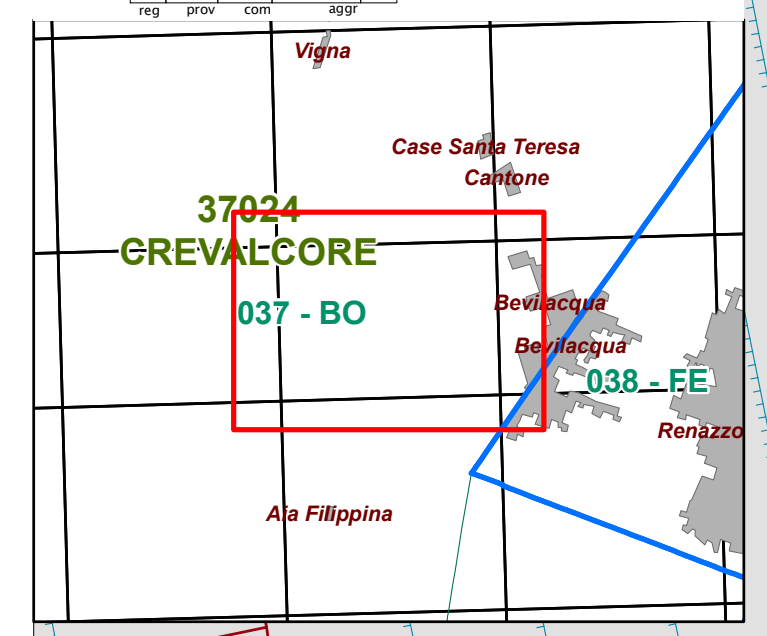 reg prov com aggr
Vigna
Case Santa Teresa
Cantone
37024
CREVALCORE
Bevilacqua
037 - BO
Bevilacqua
038 - FE
Renazzo
Aia Filippina